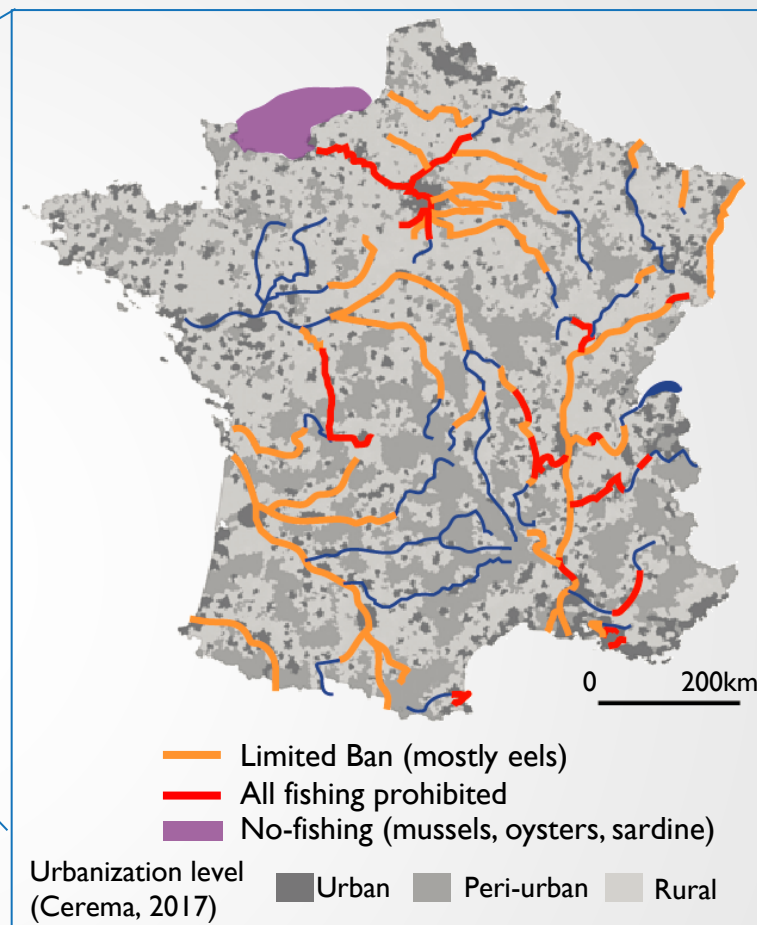 0 200km
Limited Ban (mostly eels)
All fishing prohibited
No-fishing (mussels, oysters, sardine)
Urbanization level
(Cerema, 2017)
Urban Peri-urban Rural